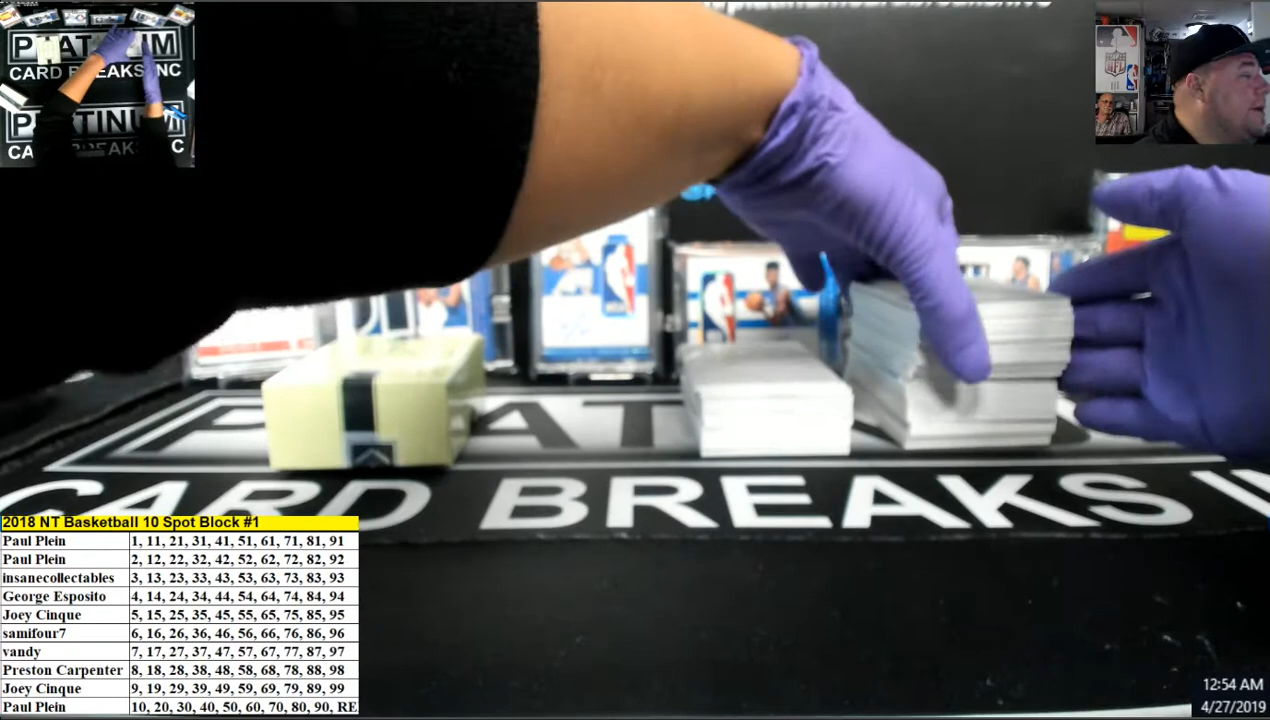 PLATINUM
CARD BREAKS INC
PLATINUM
NFL
PLAT
CARD BREAKS IN
2018 NT Basketball 10 Spot Block #1
Paul Plein 1, 11, 21, 31, 41, 51, 61, 71, 81, 91
Paul Plein 2, 12, 22, 32, 42, 52, 62, 72, 82, 92
insanecollectables 3, 13, 23, 33, 43, 53, 63, 73, 83, 93
George Esposito 4, 14, 24, 34, 44, 54, 64, 74, 84, 94
Joey Cinque 5, 15, 25, 35, 45, 55, 65, 75, 85, 95
samifour7 6, 16, 26, 36, 46, 56, 66, 76, 86, 96
vandy 7, 17, 27, 37, 47, 57, 67, 77, 87, 97
Preston Carpenter 8, 18, 28, 38, 48, 58, 68, 78, 88, 98
Joey Cinque 9, 19, 29, 39, 49, 59, 69, 79, 89, 99
Paul Plein 10, 20, 30, 40, 50, 60, 70, 80, 90, RE
12:54 AM
4/27/2019